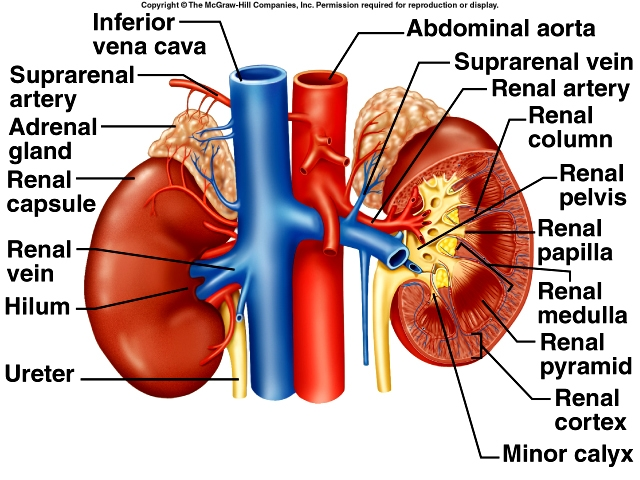 Copyright © The McGraw-Hill Companies, Inc. Permission required for reproduction or display.
Inferior
vena cava
Suprarenal
artery
Adrenal
gland
Renal
capsule
Renal
vein
Hilum
Ureter
Abdominal aorta
Suprarenal vein
Renal artery
Renal
column
Renal
pelvis
Renal
papilla
Renal
medulla
Renal
pyramid
Renal
cortex
Minor calyx